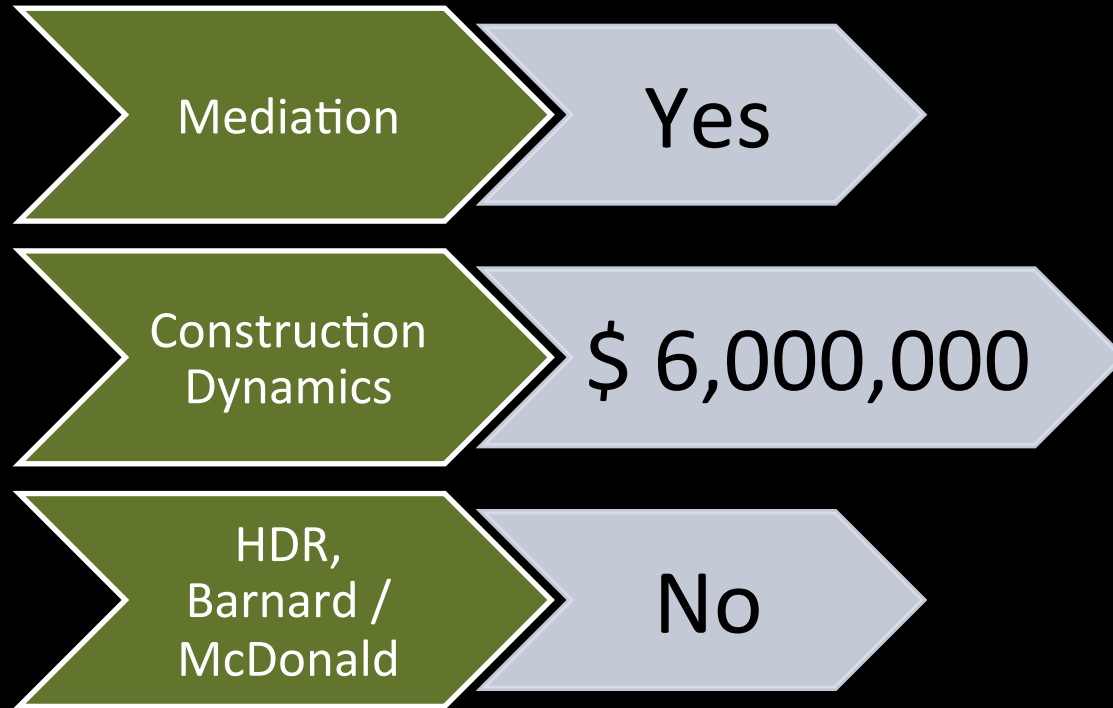 Mediation
Yes
Construction
Dynamics
$ 6,000,000
HDR,
Barnard /
McDonald
No